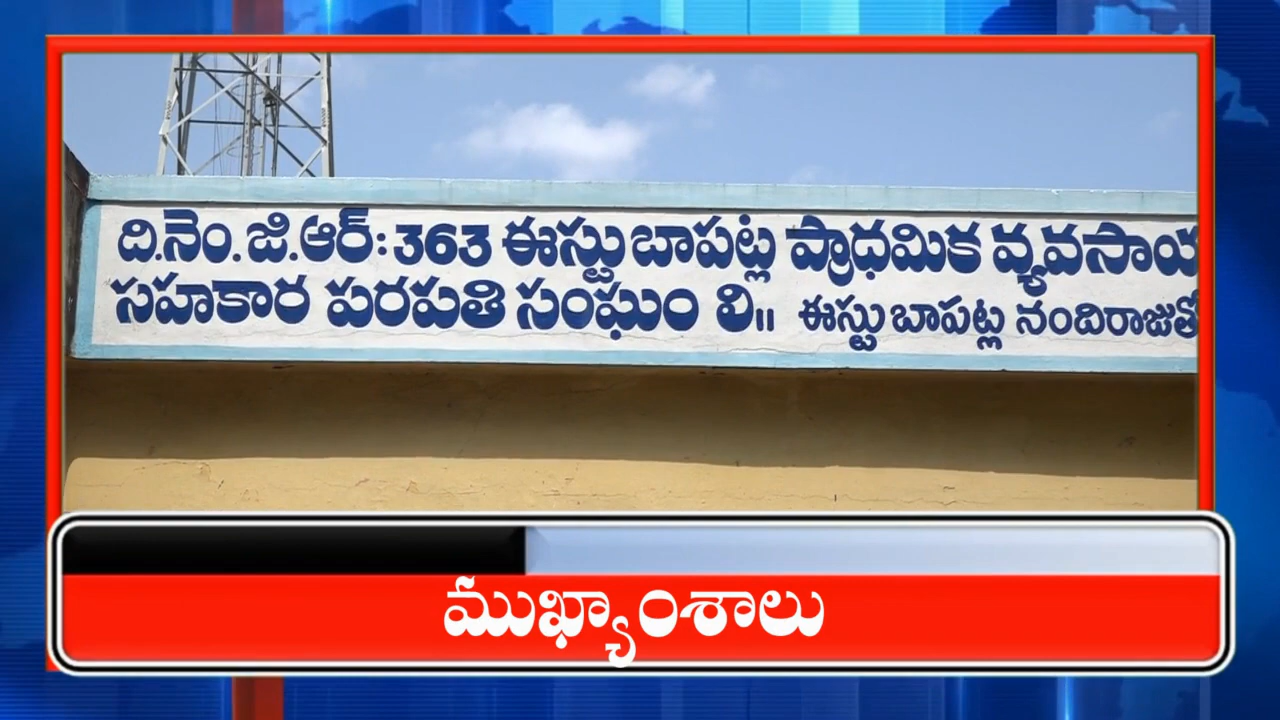 ది.నెం.జి.ఆర్:363 ఈస్టు బాపట్ల ప్రాధమిక వ్యవసాయ
సహకార పరపతి సంఘం లి॥ ఈస్టు బాపట్ల నందిరాజుతో
ముఖ్యాంశాలు